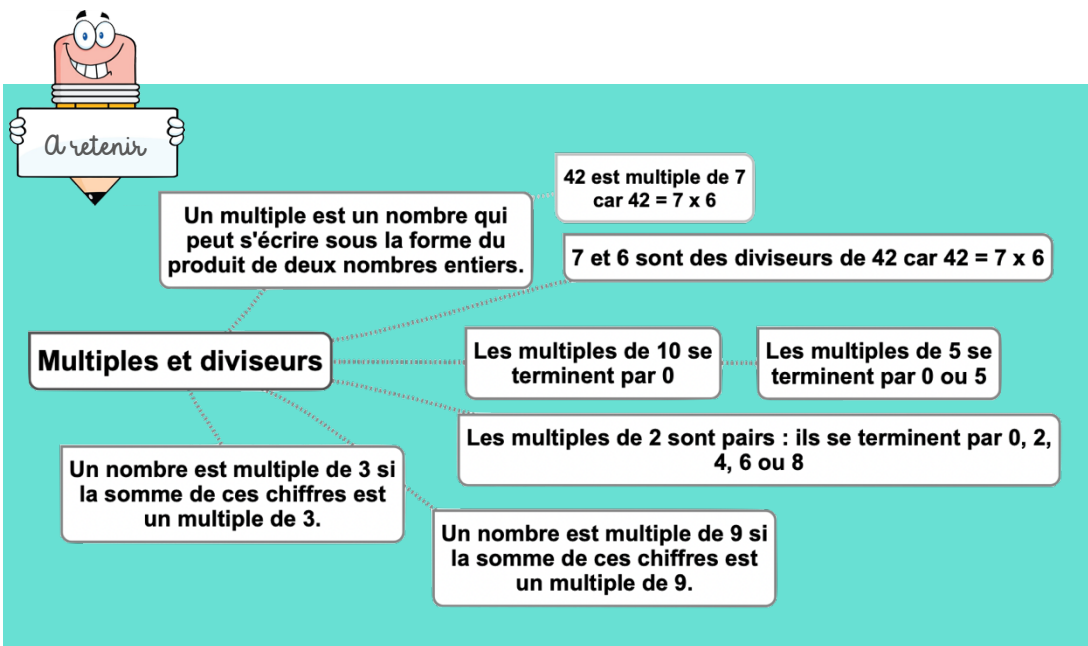 a retenir
42 est multiple de 7
car 42 = 7 x 6
Un multiple est un nombre qui
peut s'écrire sous la forme du
produit de deux nombres entiers.
7 et 6 sont des diviseurs de 42 car 42 = 7 x 6
Multiples et diviseurs
Les multiples de 10 se
terminent par 0
Les multiples de 5 se
terminent par 0 ou 5
Les multiples de 2 sont pairs : ils se terminent par 0, 2,
4, 6 ou 8
Un nombre est multiple de 3 si
la somme de ces chiffres est
un multiple de 3.
Un nombre est multiple de 9 si
la somme de ces chiffres est
un multiple de 9.